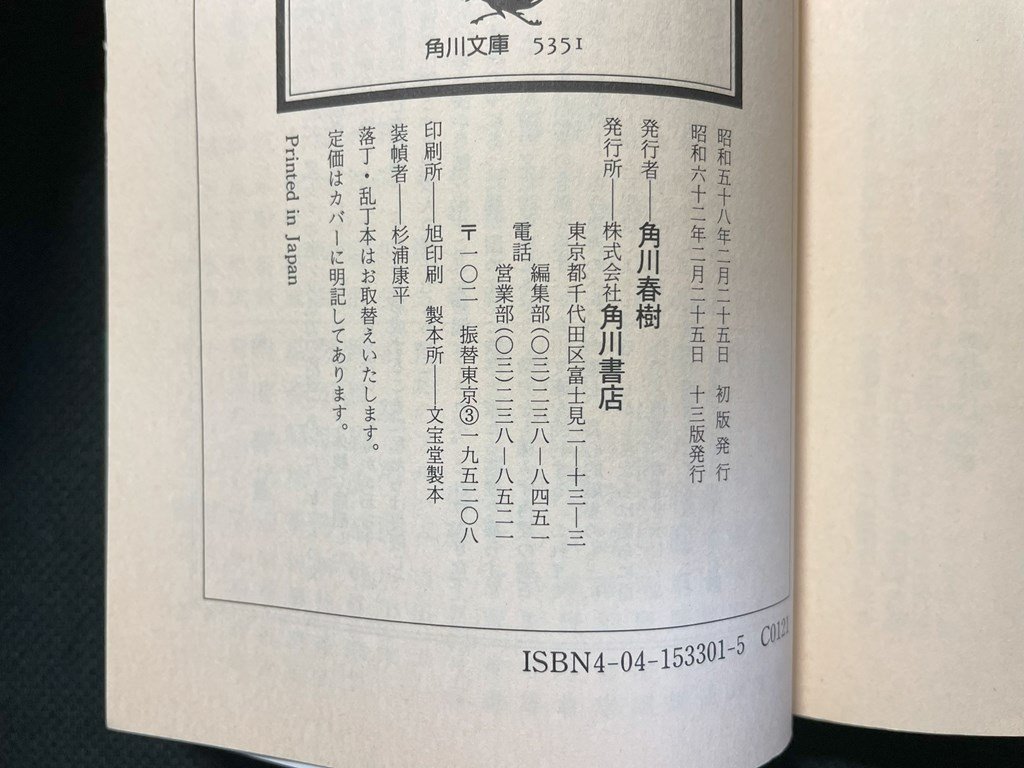 角川文庫 5351
昭和五十八年二月二十五日 初版発行
昭和六十二年二月二十五日 十三版発行
発行者――角川春樹
発行所――株式会社角川書店
東京都千代田区富士見二―十三―三
電話 編集部(〇三)二三八―八四五一
営業部(〇三)二三八―八五二一
〒一〇二 振替東京③一九五二〇八
印刷所――旭印刷 製本所――文宝堂製本
装幀者――杉浦康平
落丁・乱丁本はお取替えいたします。
定価はカバーに明記してあります。
Printed in Japan
ISBN4-04-153301-5 C0121